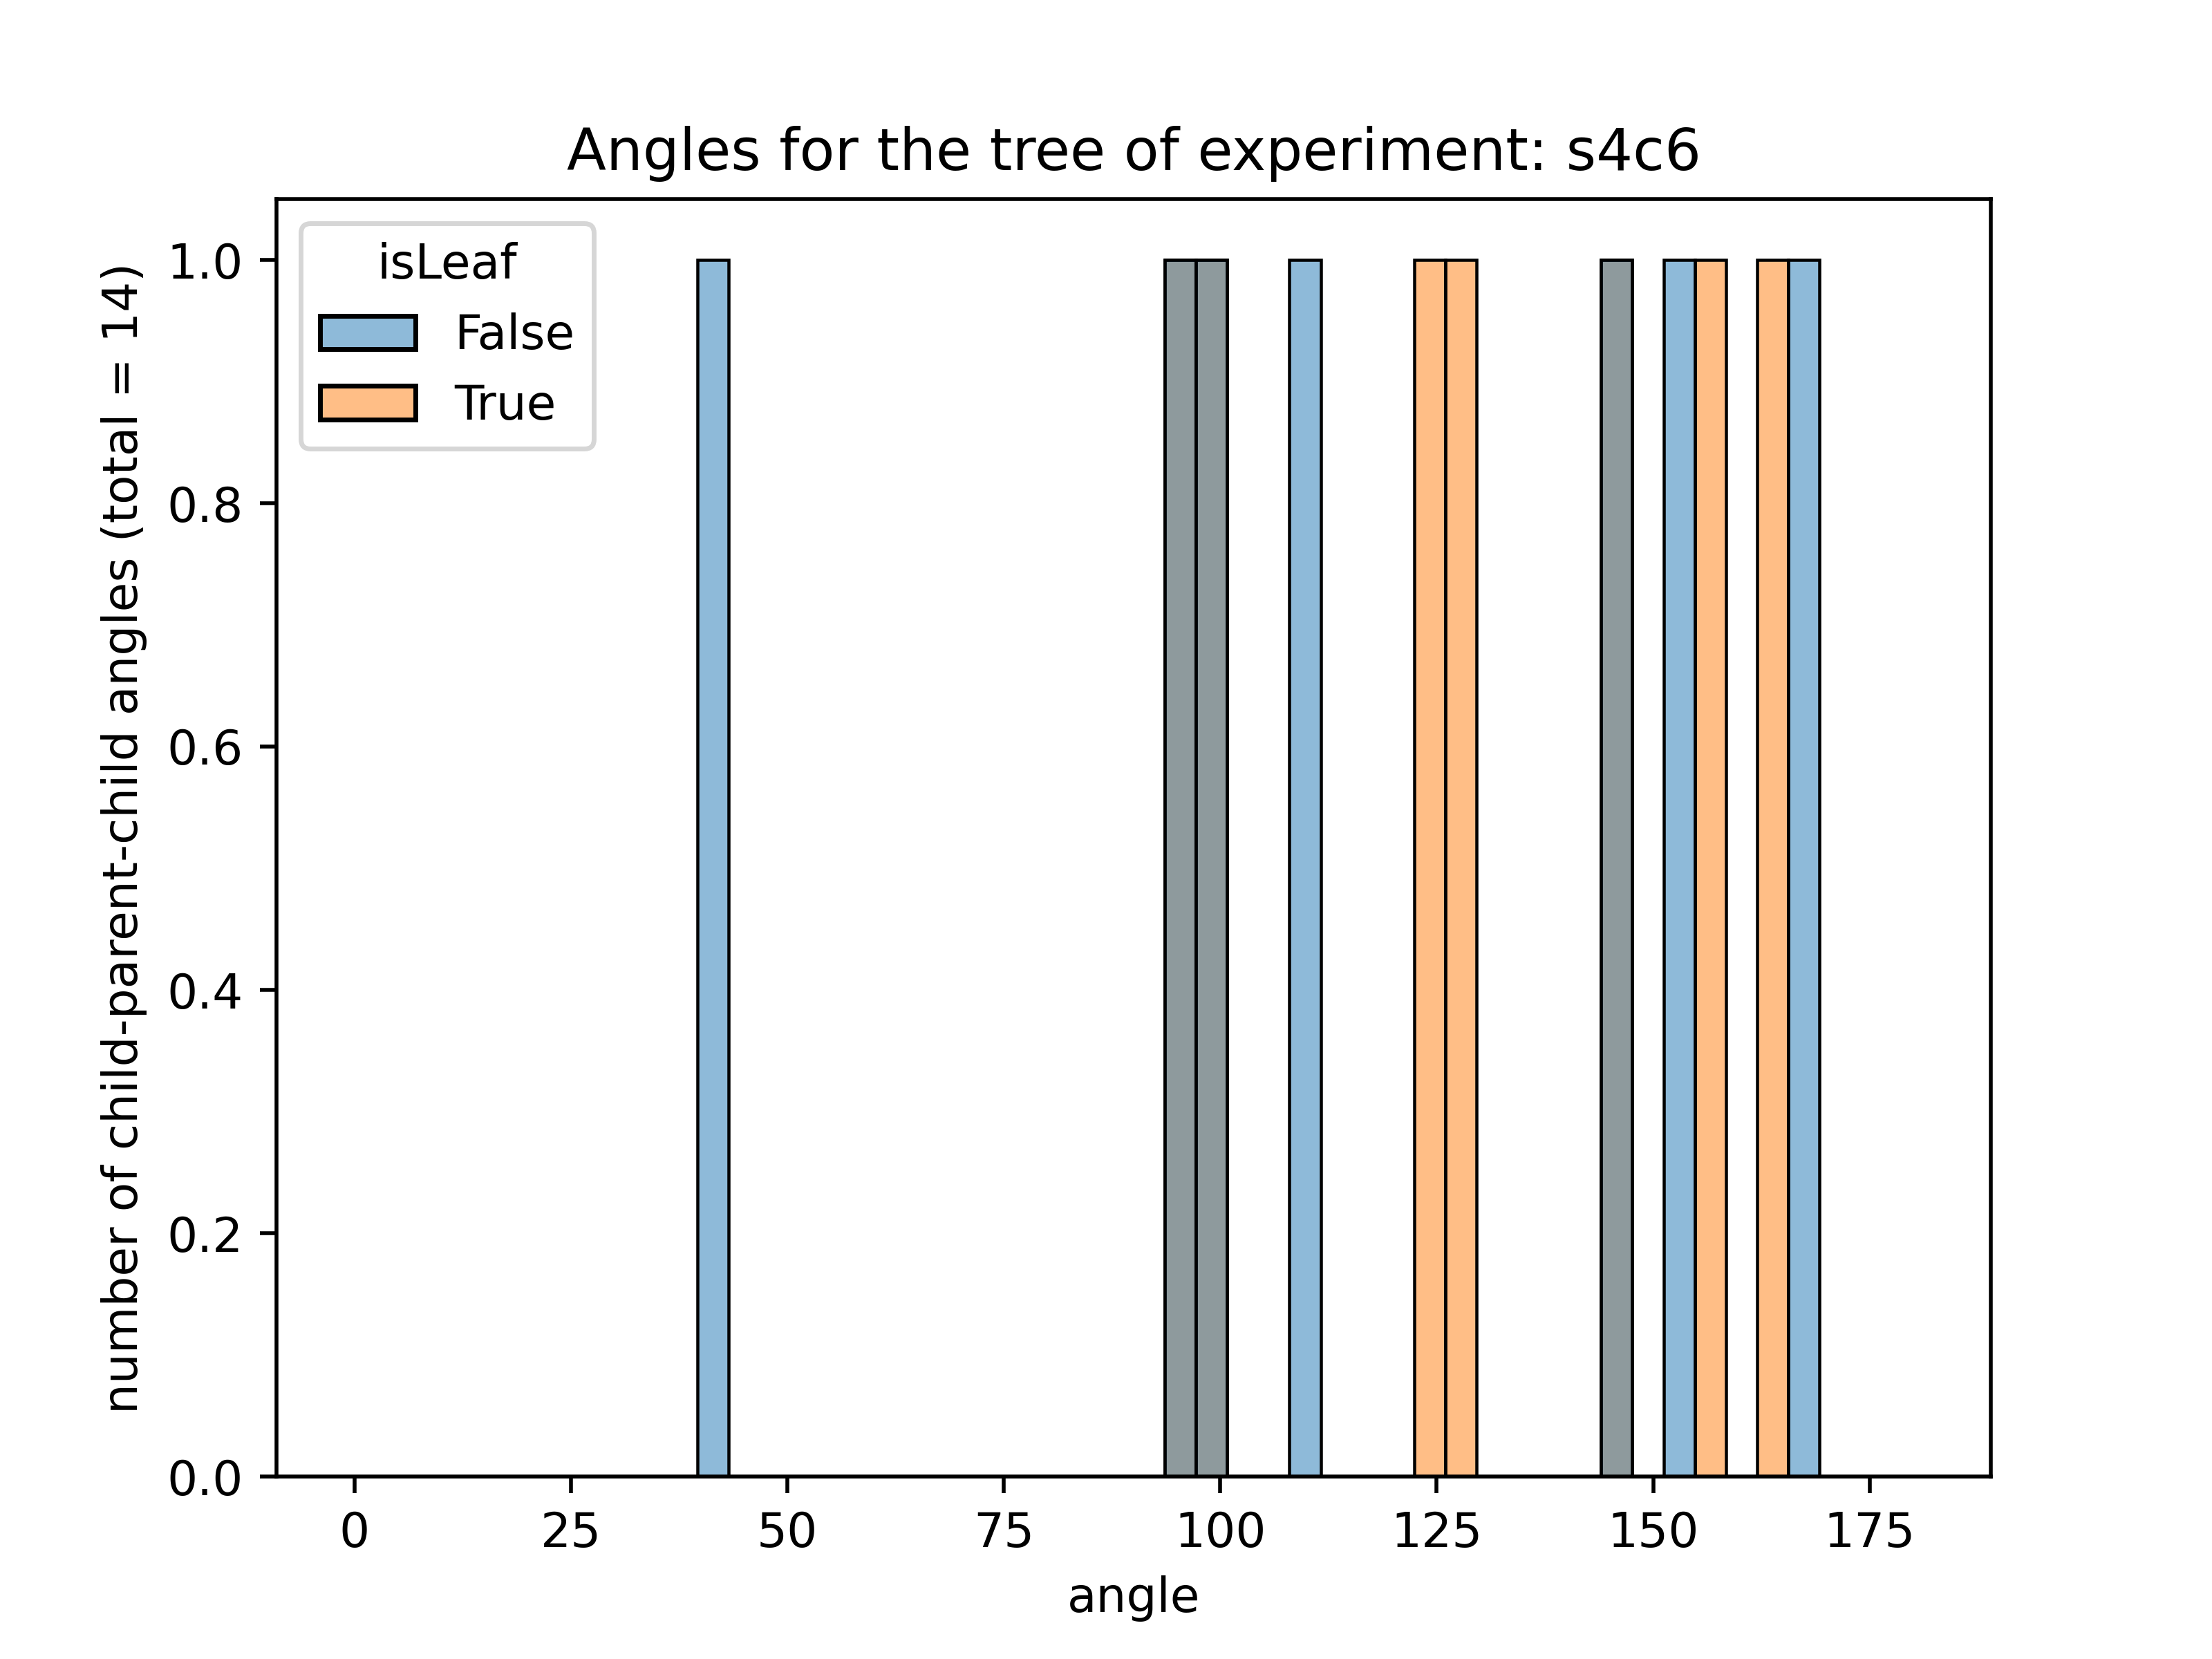 Angles for the tree of experiment: s4c6
isLeaf
False
True
number of child-parent-child angles (total = 14)
1.0
0.8
0.6
0.4
0.2
0.0
0 25 50 75 100 125 150 175
angle